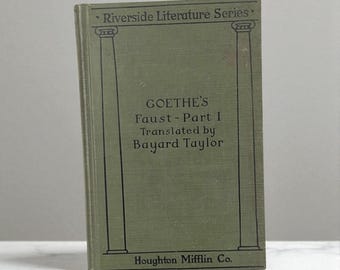 Riverside Literature Series
GOETHE'S
Faust - Part I
Translated by
Bayard Taylor
Houghton Mifflin Co.